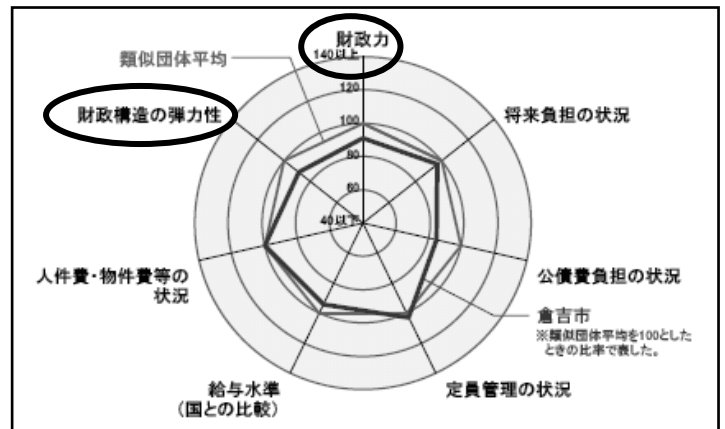 財政力
類似団体平均
140以上
財政構造の弾力性
120
将来負担の状況
100
80
60
40以下
人件費・物件費等の
状況
公債費負担の状況
倉吉市
※類似団体平均を100とした
ときの比率で表した。
給与水準
(国との比較)
定員管理の状況